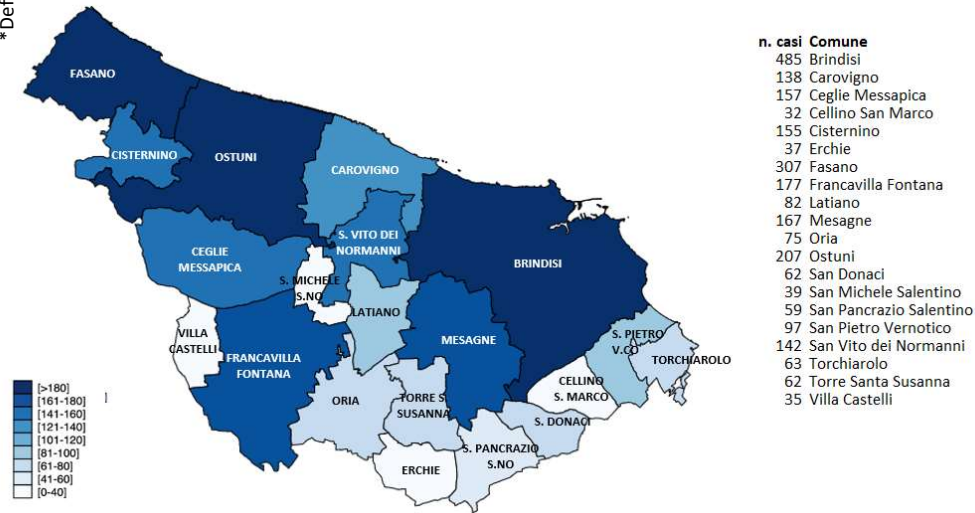 *Def
FASANO
CISTERNINO
OSTUNI
CAROVIGNO
S. VITO DEI
NORMANNI
CEGLIE
MESSAPICA
S. MICHELE
S.NO
BRINDISI
LATIANO
VILLA
CASTELLI
FRANCAVILLA
FONTANA
MESAGNE
S. PIETRO
V.CO
TORCHIAROLO
CELLINO
S. MARCO
ORIA
TORRE S
SUSANNA
S. DONACI
S. PANCRAZIO
S.NO
ERCHIE
[>180]
[161-180]
[141-160]
[121-140]
[101-120]
[81-100]
[61-80]
[41-60]
[0-40]
n. casi Comune
485 Brindisi
138 Carovigno
157 Ceglie Messapica
32 Cellino San Marco
155 Cisternino
37 Erchie
307 Fasano
177 Francavilla Fontana
82 Latiano
167 Mesagne
75 Oria
207 Ostuni
62 San Donaci
39 San Michele Salentino
59 San Pancrazio Salentino
97 San Pietro Vernotico
142 San Vito dei Normanni
63 Torchiarolo
62 Torre Santa Susanna
35 Villa Castelli